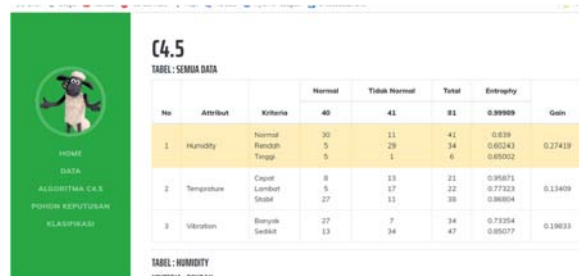 C4.5
TABEL : SEMUA DATA
Normal Tidak Normal Total Entrophy
No Attribut Kriteria 40 41 81 0.99989 Gain
Normal 30 11 41 0.839
1 Humidity Rendah 5 29 34 0.60243 0.27419
Tinggi 5 1 6 0.65002
Cepat 8 13 21 0.95871
2 Temprature Lambat 5 17 22 0.77323 0.13409
Stabil 27 11 38 0.86804
3 Vibration Banyak 27 7 34 0.73354 0.19833
Sedikit 13 34 47 0.85077
TABEL : HUMIDITY
HOME
DATA
ALGORITMA C4.5
POHON KEPUTUSAN
KLASIFIKASI